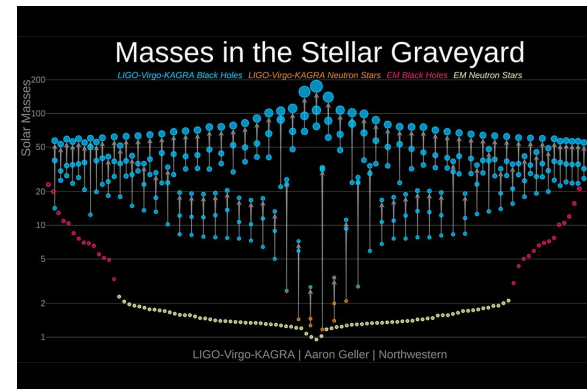 Masses in the Stellar Graveyard
LIGO-Virgo-KAGRA Black Holes LIGO-Virgo-KAGRA Neutron Stars EM Black Holes EM Neutron Stars
Solar Masses
200
100
50
20
10
5
2
1
LIGO-Virgo-KAGRA | Aaron Geller | Northwestern